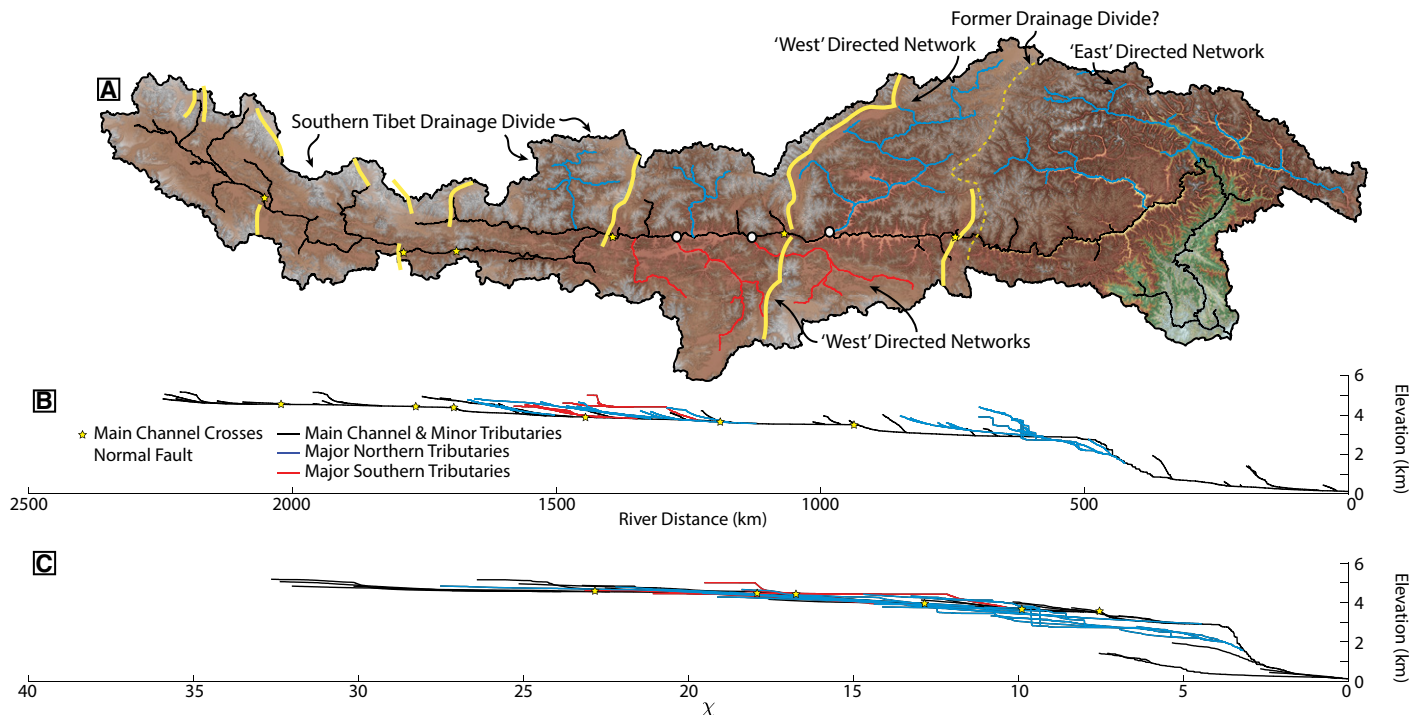 A
Former Drainage Divide?
'West' Directed Network
'East' Directed Network
Southern Tibet Drainage Divide
'West' Directed Networks
B
Main Channel Crosses
Normal Fault
Main Channel & Minor Tributaries
Major Northern Tributaries
Major Southern Tributaries
6
4
2
0
Elevation (km)
2500
2000
1500
1000
500
0
River Distance (km)
C
6
4
2
0
Elevation (km)
40
35
30
25
20
15
10
5
0
χ